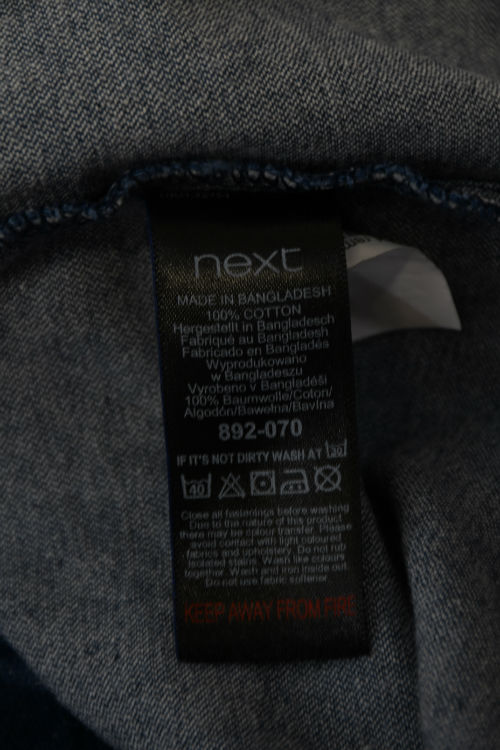 next
MADE IN BANGLADESH
100% COTTON
Hergestellt in Bangladesch
Fabriqué au Bangladesh
Fabricado en Bangladés
Wyprodukowano
w Bangladeszu
Vyrobeno v Bangladéši
100% Baumwolle/Coton/
Algodón/Bawełna/Bavlna
892-070
IF IT'S NOT DIRTY WASH AT 30
40
Close all fastenings before washing
Due to the nature of this product
there may be colour transfer. Please
avoid contact with light coloured
fabrics and upholstery. Do not rub
isolated stains. Wash like colours
together. Wash and iron inside out.
Do not use fabric softener
KEEP AWAY FROM FIRE